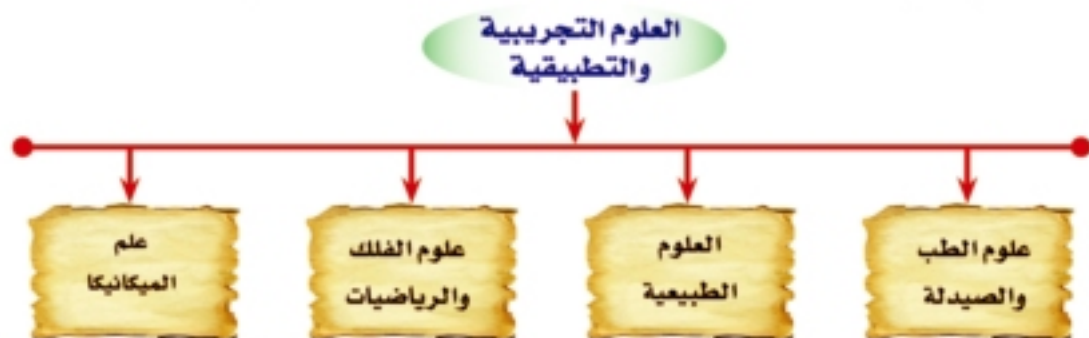 العلوم التجريبية
والتطبيقية
علوم الطب
والصيدلة
العلوم
الطبيعية
علوم الفلك
والرياضيات
علم
الميكانيكا